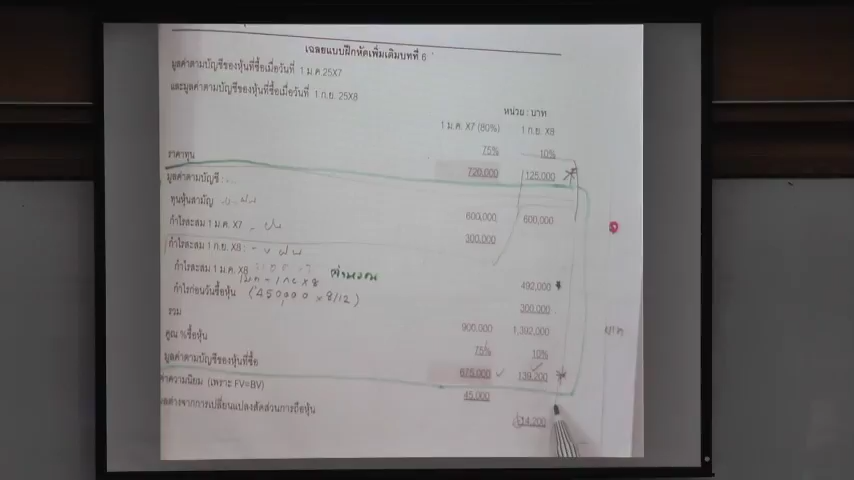 เฉลยแบบฝึกหัดเพิ่มเติมบทที่ 6
มูลค่าตามบัญชีของหุ้นที่ซื้อเมื่อวันที่ 1 ม.ค.25X7
และมูลค่าตามบัญชีของหุ้นที่ซื้อเมื่อวันที่ 1 ก.ย. 25X8
หน่วย : บาท
1 ม.ค. X7 (80%) 1 ก.ย. X8
75% 10%
ราคาทุน 720,000 125,000
มูลค่าตามบัญชี :
ทุนหุ้นสามัญ 600,000 600,000
กำไรสะสม 1 ม.ค. X7 300,000
กำไรสะสม 1 ก.ย. X8 :
กำไรสะสม 1 ม.ค. X8 492,000
กำไรก่อนวันซื้อหุ้น (450,000 x 8/12) 300,000
รวม 900,000 1,392,000
คูณ %ซื้อหุ้น 75% 10%
มูลค่าตามบัญชีของหุ้นที่ซื้อ 675,000 139,200
ค่าความนิยม (เพราะ FV=BV) 45,000
ผลต่างจากการเปลี่ยนแปลงสัดส่วนการถือหุ้น 14,200